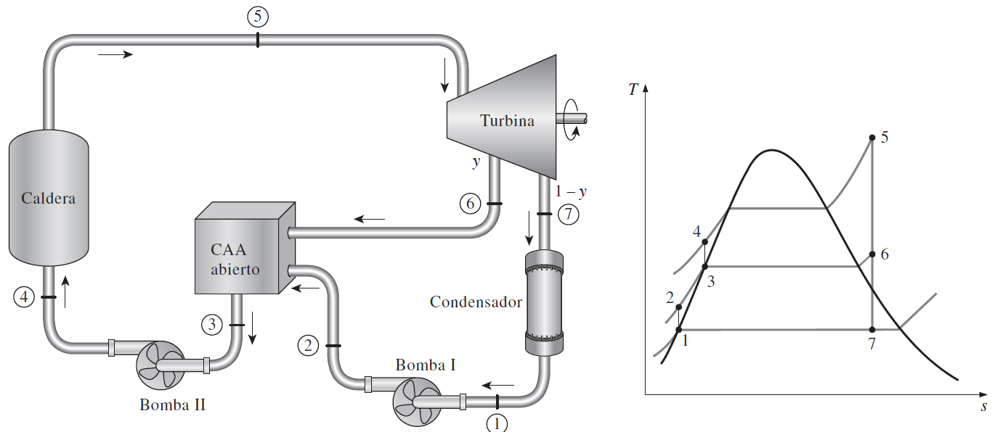 5
Turbina
y
1 – y
6
7
Caldera
CAA
abierto
Condensador
4
3
2
Bomba I
Bomba II
1
T
5
4
6
3
2
1
7
s